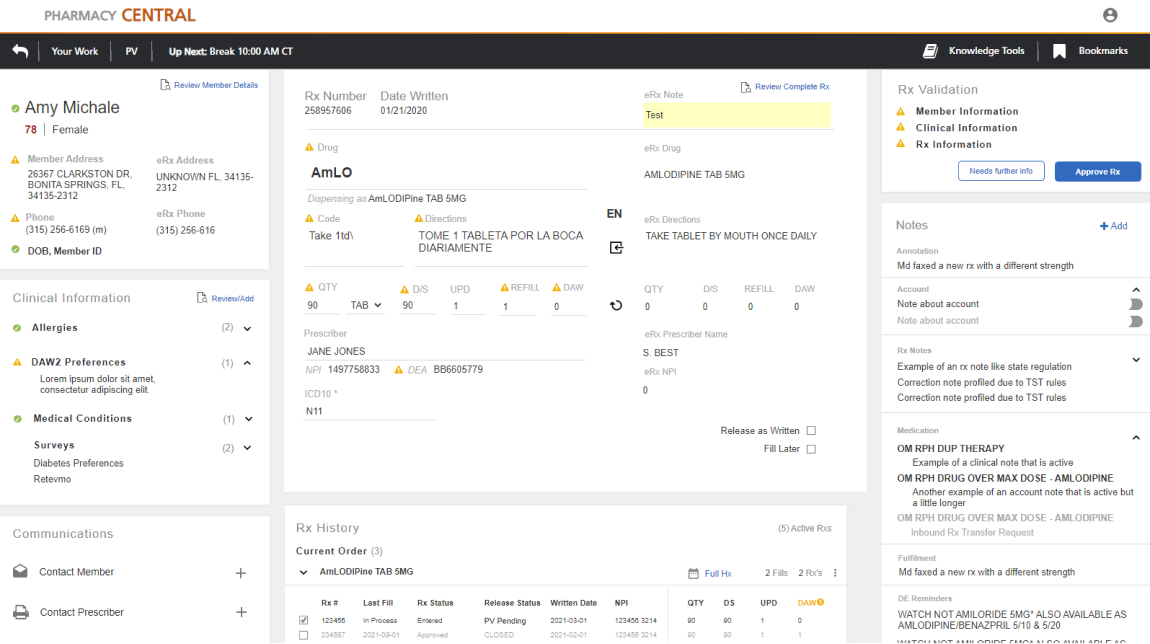 PHARMACY CENTRAL
Your Work
PV
Up Next: Break 10:00 AM CT
Knowledge Tools
Bookmarks
Review Member Details
Amy Michale
78 | Female
Member Address
26367 CLARKSTON DR,
BONITA SPRINGS, FL,
34135-2312
eRx Address
UNKNOWN FL, 34135-
2312
Phone
(315) 256-6169 (m)
eRx Phone
(315) 256-616
DOB, Member ID
Clinical Information
Review/Add
Allergies (2)
DAW2 Preferences (1)
Lorem ipsum dolor sit amet,
consectetur adipiscing elit.
Medical Conditions (1)
Surveys (2)
Diabetes Preferences
Retevmo
Communications
Contact Member +
Contact Prescriber +
Rx Number
258957606
Date Written
01/21/2020
Review Complete Rx
eRx Note
Test
Drug
AmLO
Dispensing as AmLODIPine TAB 5MG
eRx Drug
AMLODIPINE TAB 5MG
Code
Take 1td\
Directions
TOME 1 TABLETA POR LA BOCA
DIARIAMENTE
EN
eRx Directions
TAKE TABLET BY MOUTH ONCE DAILY
QTY D/S UPD REFILL DAW
90 TAB 90 1 1 0
QTY D/S REFILL DAW
0 0 0 0
Prescriber
JANE JONES
NPI 1497758833 DEA BB6605779
eRx Prescriber Name
S. BEST
eRx NPI
0
ICD10 *
N11
Release as Written
Fill Later
Rx History
(5) Active Rxs
Current Order (3)
AmLODIPine TAB 5MG
Full Hx
2 Fills 2 Rx's
Rx # Last Fill Rx Status Release Status Written Date NPI QTY DS UPD DAW
123456 In Process Entered PV Pending 2021-03-01 123456 3214 90 90 1 0
234567 2021-09-01 Approved CLOSED 2021-02-01 123456 3214 90 90 1 1
Rx Validation
Member Information
Clinical Information
Rx Information
Needs further info
Approve Rx
Notes
+ Add
Annotation
Md faxed a new rx with a different strength
Account
Note about account
Note about account
Rx Notes
Example of an rx note like state regulation
Correction note profiled due to TST rules
Correction note profiled due to TST rules
Medication
OM RPH DUP THERAPY
Example of a clinical note that is active
OM RPH DRUG OVER MAX DOSE - AMLODIPINE
Another example of an account note that is active but
a little longer
OM RPH DRUG OVER MAX DOSE - AMLODIPINE
Inbound Rx Transfer Request
Fulfilment
Md faxed a new rx with a different strength
DE Reminders
WATCH NOT AMILORIDE 5MG* ALSO AVAILABLE AS
AMLODIPINE/BENAZPRIL 5/10 & 5/20
WATCH NOT AMILORIDE 5MG* ALSO AVAILABLE AS